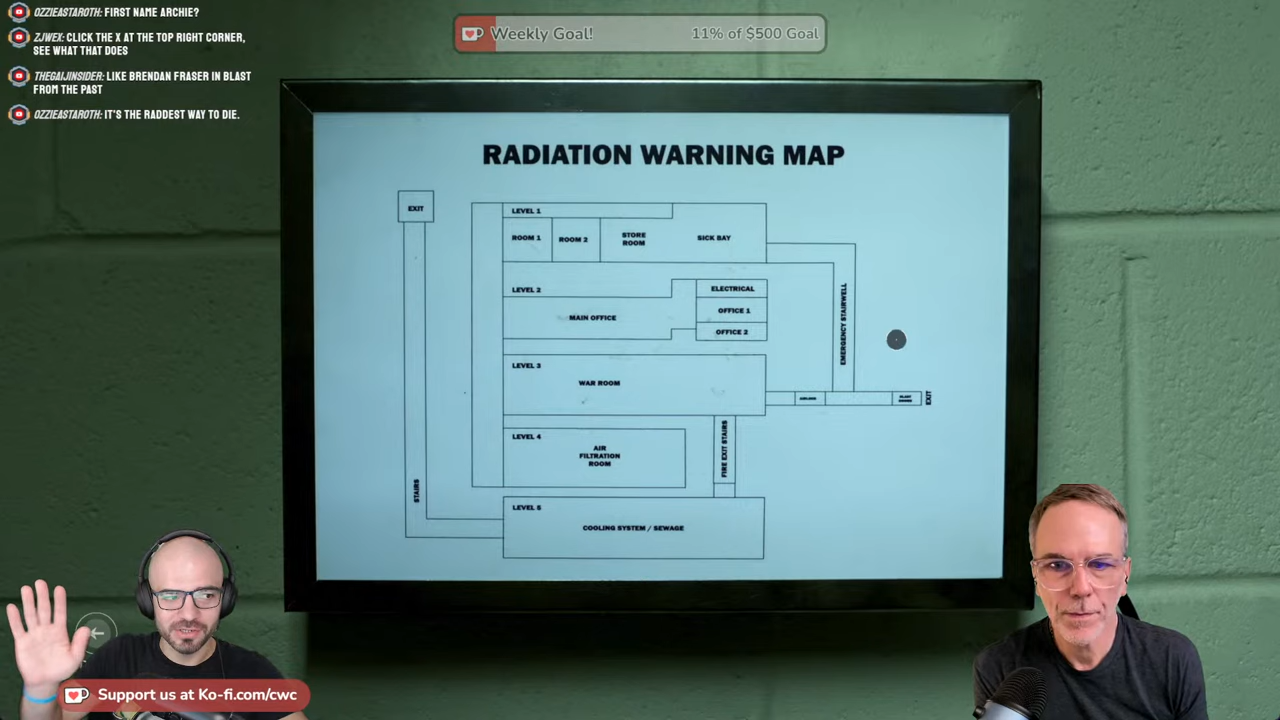 OZZIEASTAROTH: FIRST NAME ARCHIE?
ZJWEX: CLICK THE X AT THE TOP RIGHT CORNER,
SEE WHAT THAT DOES
THEGAIJINSIDER: LIKE BRENDAN FRASER IN BLAST
FROM THE PAST
OZZIEASTAROTH: IT'S THE RADDEST WAY TO DIE.
Weekly Goal!
11% of $500 Goal
RADIATION WARNING MAP
EXIT
LEVEL 1
ROOM 1
ROOM 2
STORE
ROOM
SICK BAY
LEVEL 2
MAIN OFFICE
ELECTRICAL
OFFICE 1
OFFICE 2
EMERGENCY STAIRWELL
LEVEL 3
WAR ROOM
AIRLOCK
BLAST
DOORS
EXIT
LEVEL 4
AIR
FILTRATION
ROOM
FIRE EXIT STAIRS
STAIRS
LEVEL 5
COOLING SYSTEM / SEWAGE
Support us at Ko-fi.com/cwc